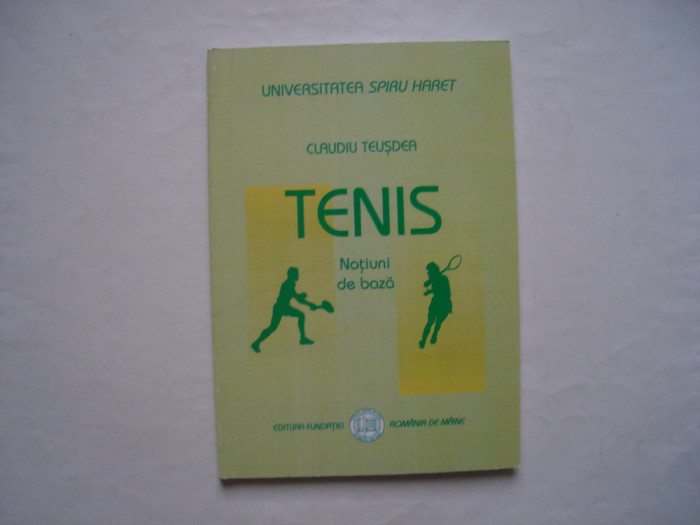 UNIVERSITATEA SPIRU HARET
CLAUDIU TEUȘDEA
TENIS
Noțiuni
de bază
EDITURA FUNDAȚIEI ROMÂNIA DE MÂINE